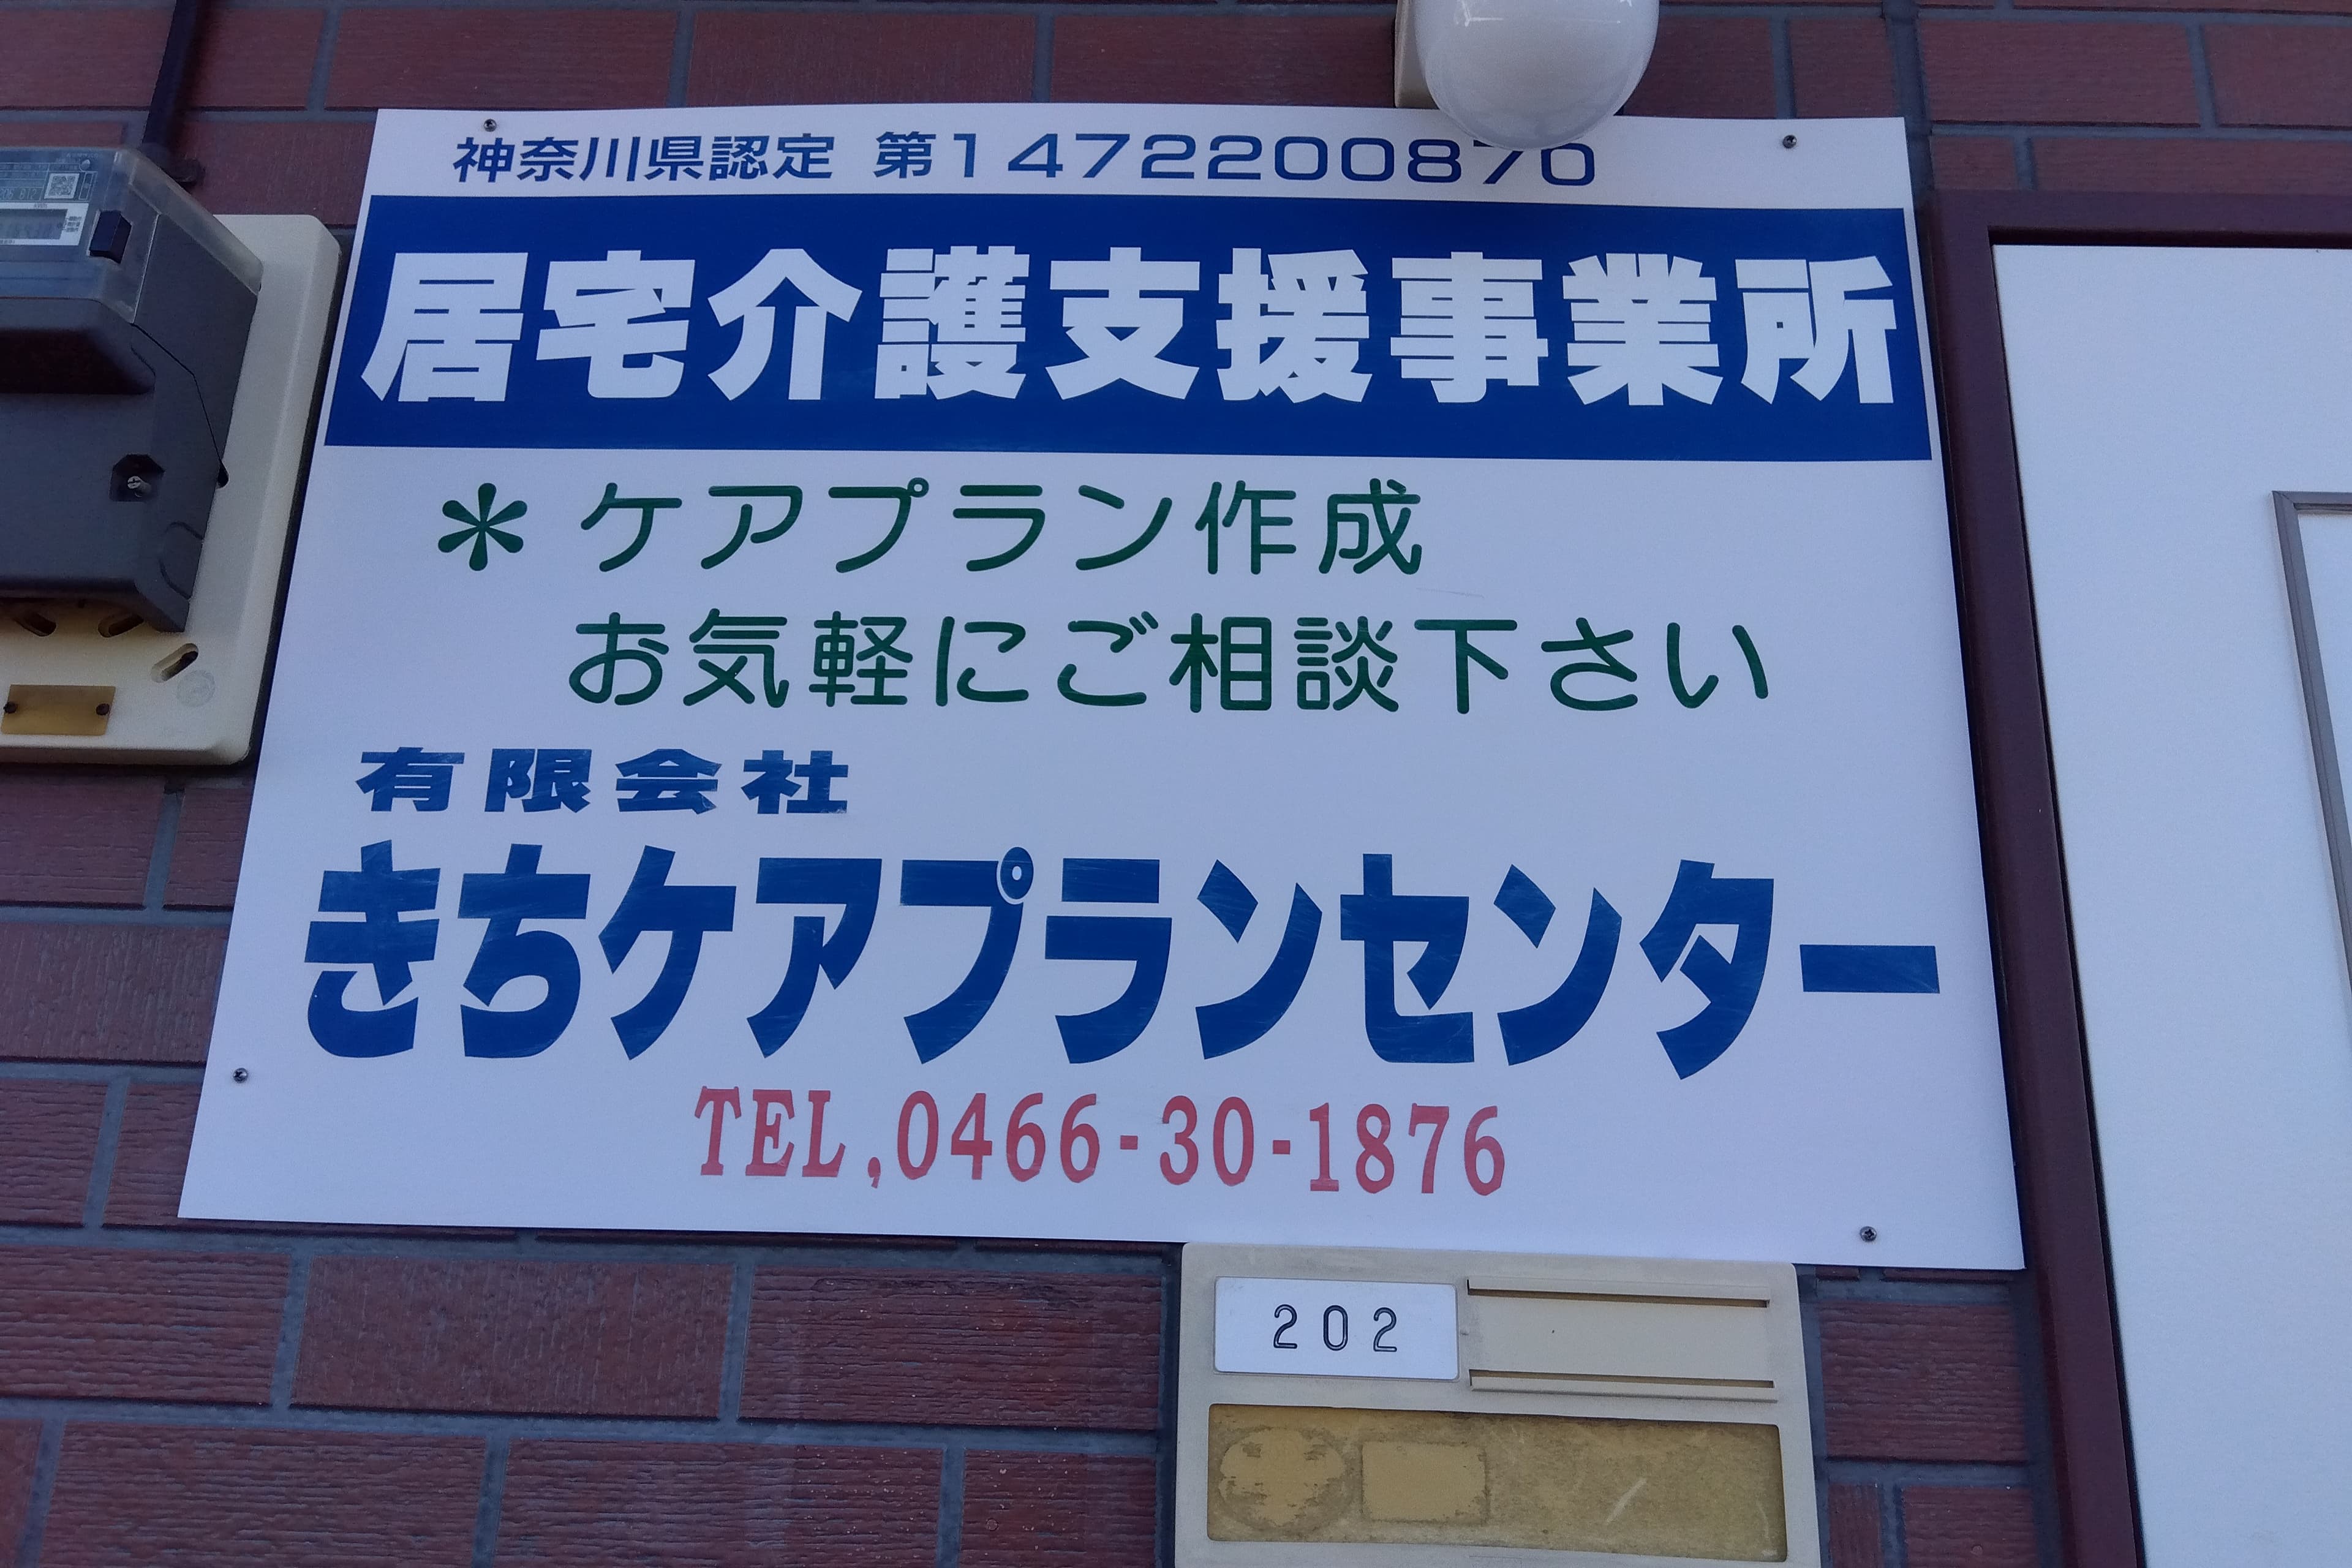 神奈川県認定 第1472200870
居宅介護支援事業所
＊ケアプラン作成
お気軽にご相談下さい
有限会社
きちケアプランセンター
TEL,0466-30-1876
202